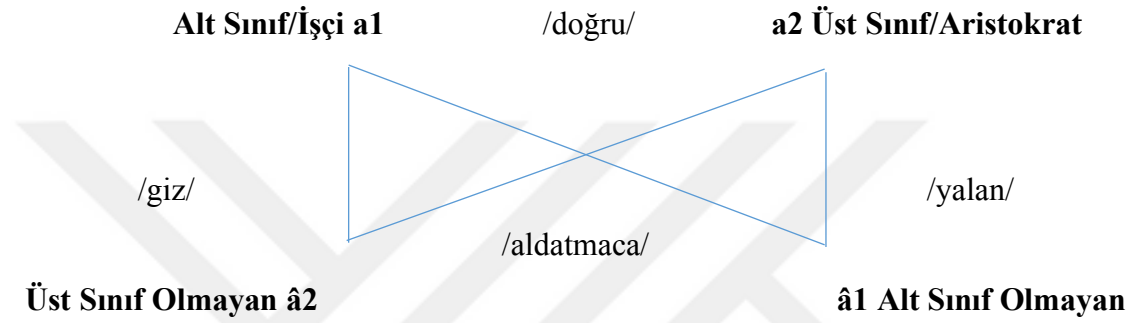 Alt Sınıf/İşçi a1 /doğru/ a2 Üst Sınıf/Aristokrat
/giz/ /yalan/
/aldatmaca/
Üst Sınıf Olmayan â2 â1 Alt Sınıf Olmayan